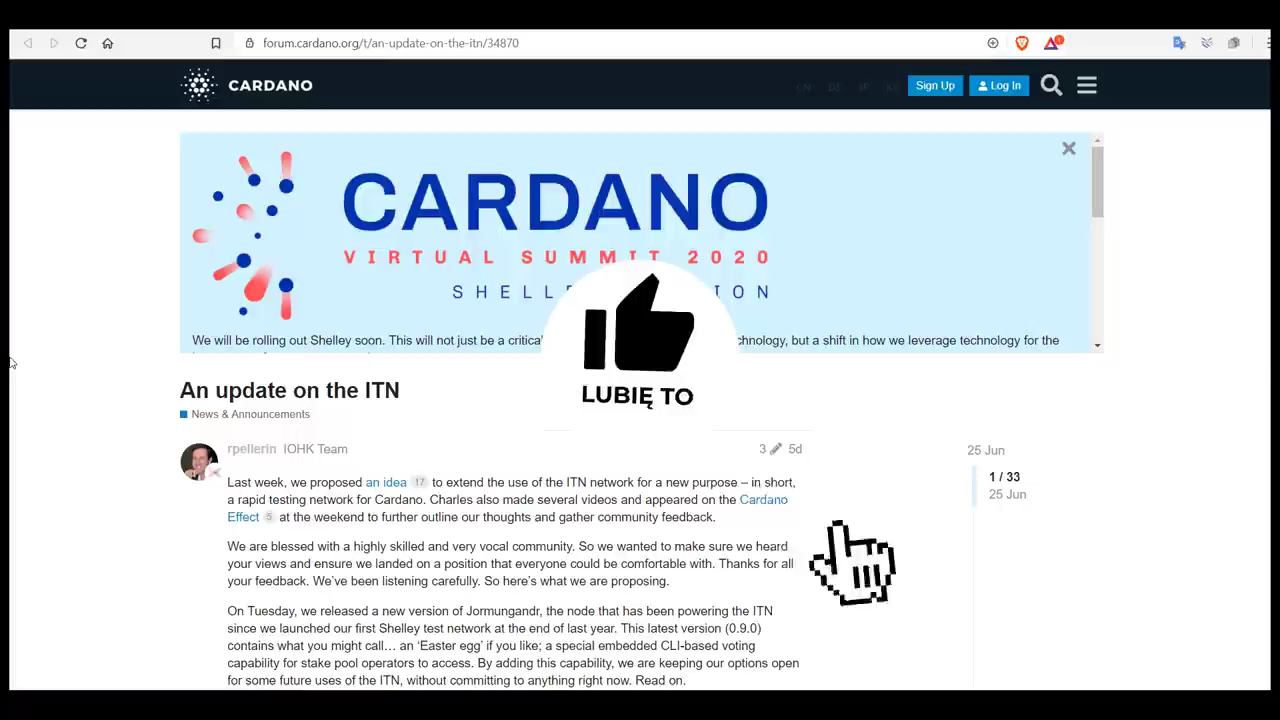 forum.cardano.org/t/an-update-on-the-itn/34870
CARDANO
Sign Up
Log In
CARDANO
VIRTUAL SUMMIT 2020
SHELL
ON
We will be rolling out Shelley soon. This will not just be a critical
chnology, but a shift in how we leverage technology for the
LUBIĘ TO
An update on the ITN
News & Announcements
rpellerin IOHK Team
3 5d
25 Jun
Last week, we proposed an idea 17 to extend the use of the ITN network for a new purpose – in short,
a rapid testing network for Cardano. Charles also made several videos and appeared on the Cardano
Effect 5 at the weekend to further outline our thoughts and gather community feedback.
1 / 33
25 Jun
We are blessed with a highly skilled and very vocal community. So we wanted to make sure we heard
your views and ensure we landed on a position that everyone could be comfortable with. Thanks for all
your feedback. We've been listening carefully. So here's what we are proposing.
On Tuesday, we released a new version of Jormungandr, the node that has been powering the ITN
since we launched our first Shelley test network at the end of last year. This latest version (0.9.0)
contains what you might call… an 'Easter egg' if you like; a special embedded CLI-based voting
capability for stake pool operators to access. By adding this capability, we are keeping our options open
for some future uses of the ITN, without committing to anything right now. Read on.